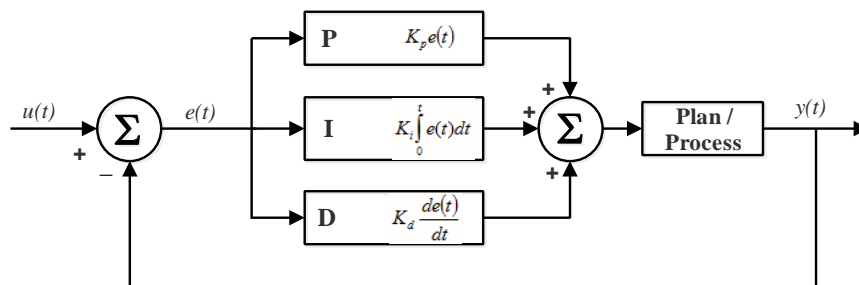 P K_p e(t)
u(t) + − Σ e(t)
I K_i ∫_0^t e(t)dt
+ + + Σ
Plan /
Process
y(t)
D K_d de(t)/dt